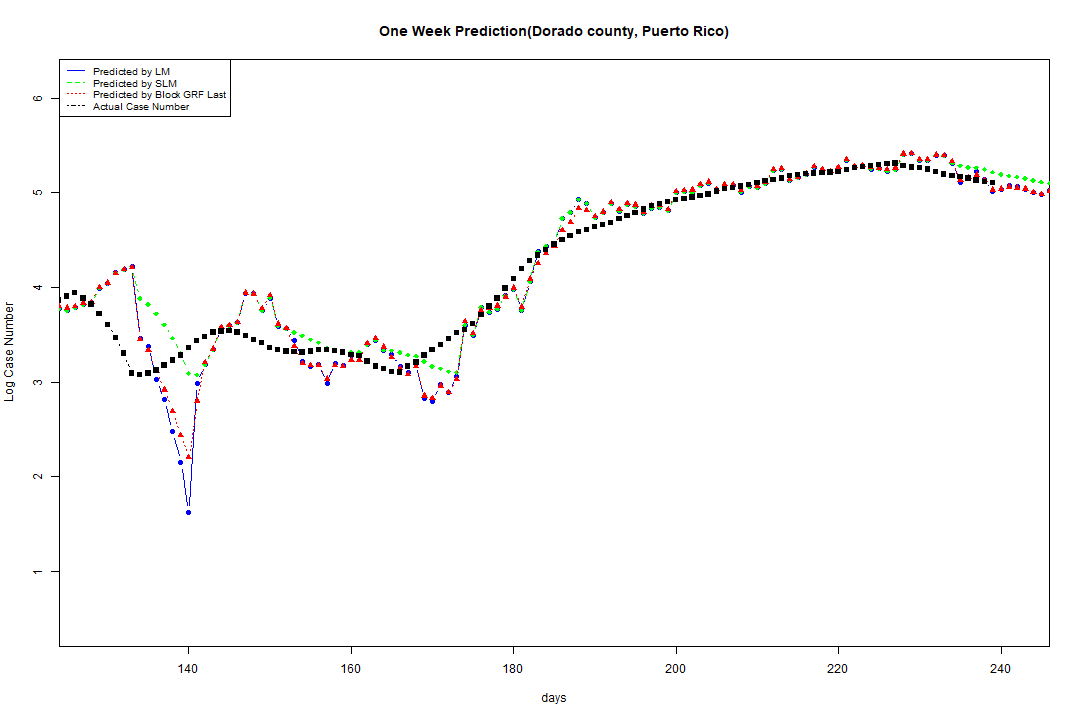 One Week Prediction(Dorado county, Puerto Rico)
Predicted by LM
Predicted by SLM
Predicted by Block GRF Last
Actual Case Number
6
5
4
3
2
1
Log Case Number
140 160 180 200 220 240
days